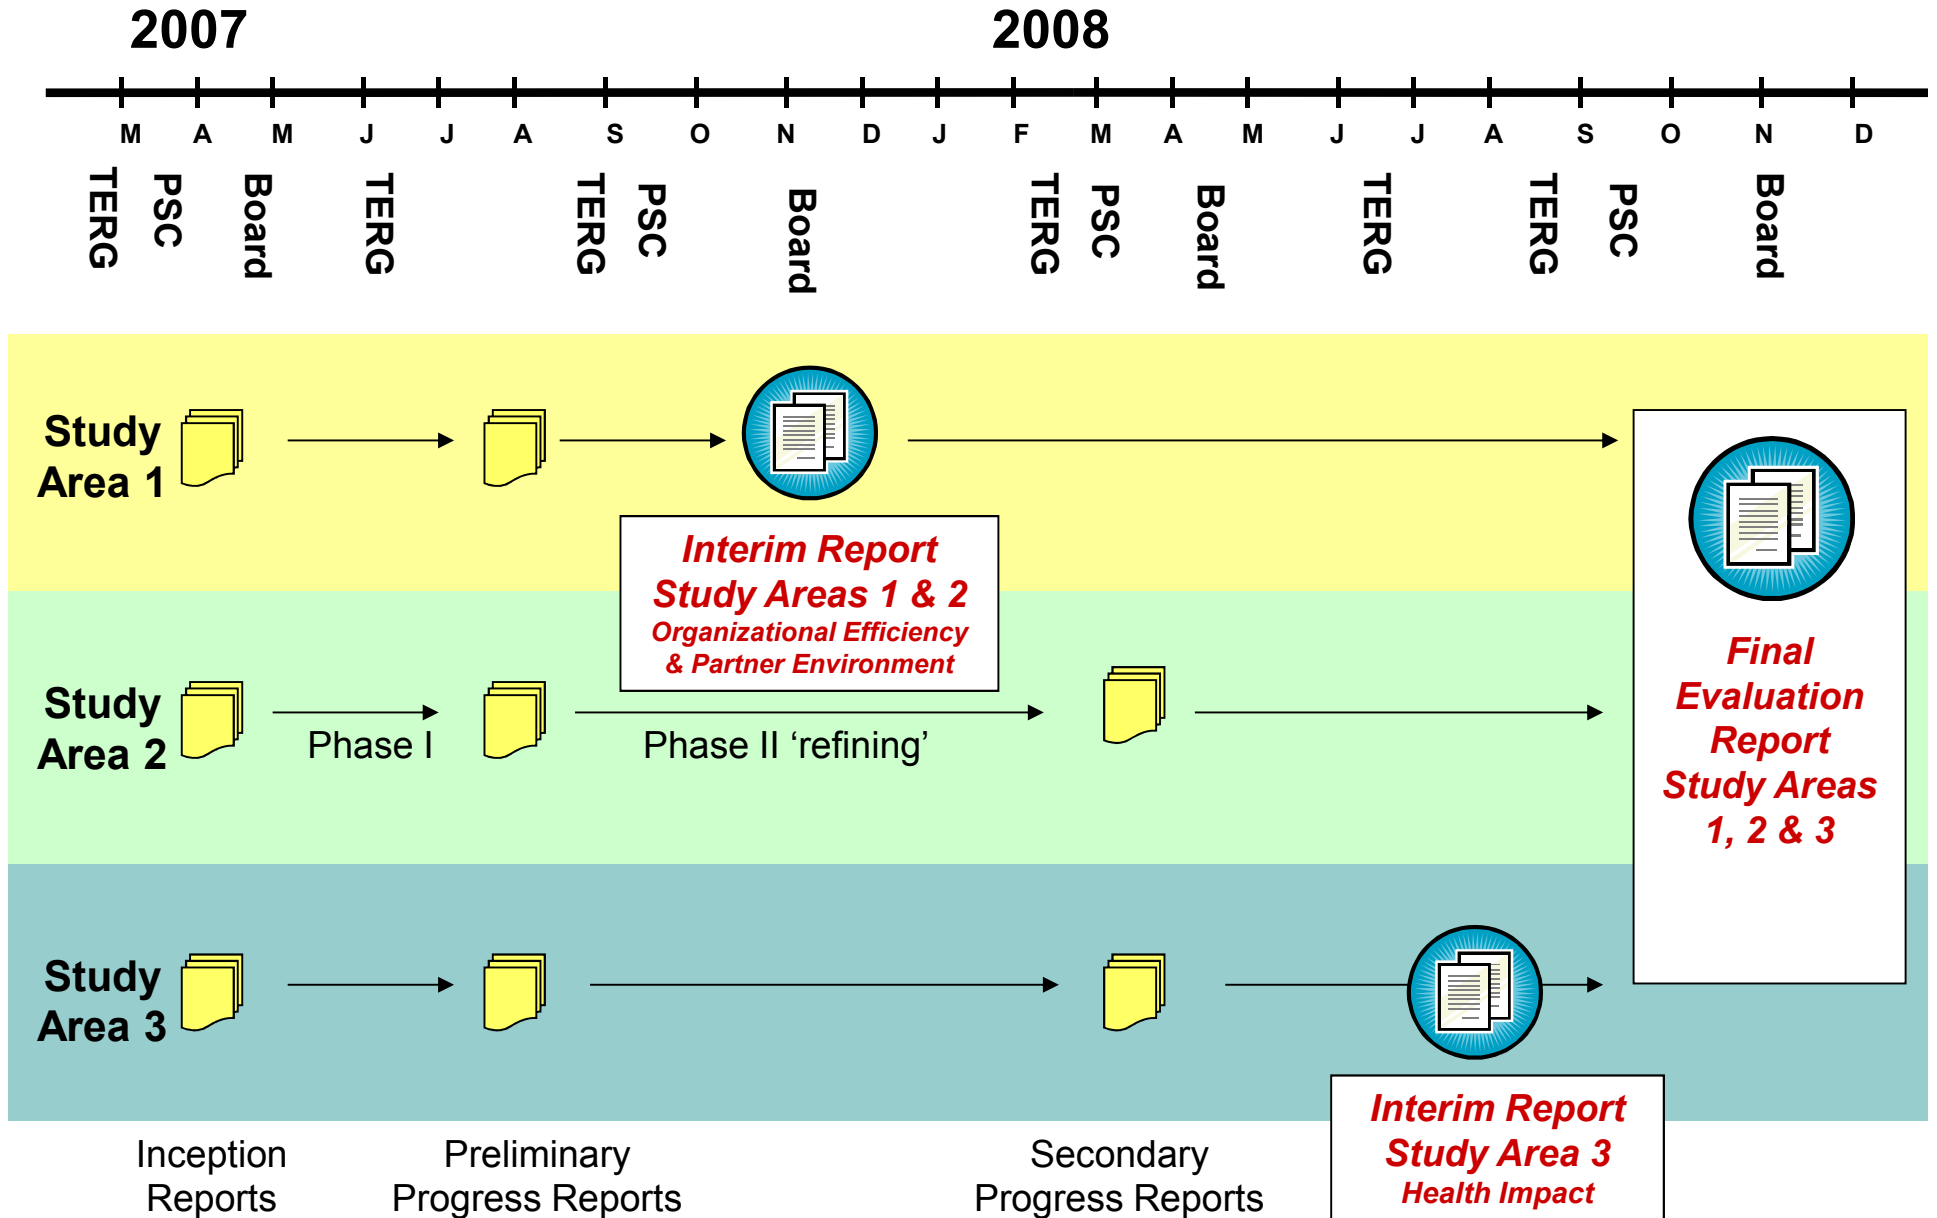 2007
2008
M A M J J A S O N D J F M A M J J A S O N D
TERG PSC Board TERG TERG PSC Board TERG PSC Board TERG TERG PSC Board
Study
Area 1
Interim Report
Study Areas 1 & 2
Organizational Efficiency
& Partner Environment
Study
Area 2
Phase I
Phase II ‘refining’
Final
Evaluation
Report
Study Areas
1, 2 & 3
Study
Area 3
Inception
Reports
Preliminary
Progress Reports
Secondary
Progress Reports
Interim Report
Study Area 3
Health Impact